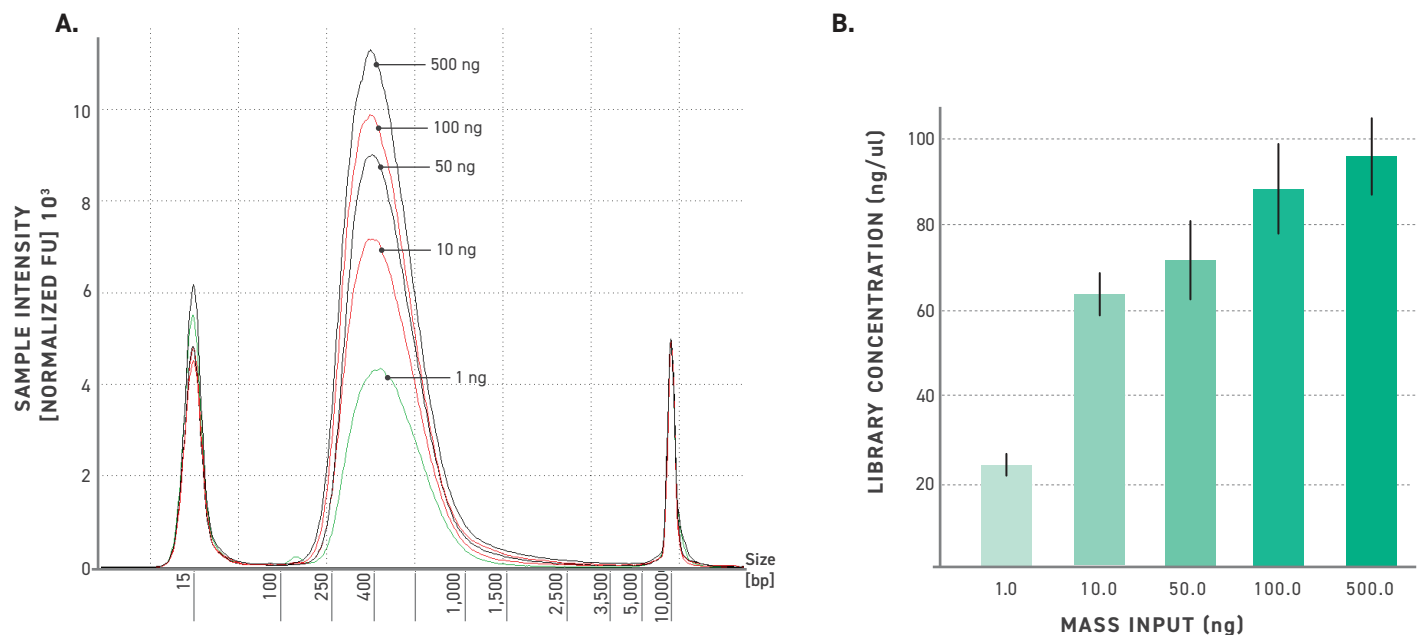 A.
SAMPLE INTENSITY
[NORMALIZED FU] 10³
10
8
6
4
2
0
500 ng
100 ng
50 ng
10 ng
1 ng
15
100
250
400
1,000
1,500
2,500
3,500
5,000
10,000
Size
[bp]
B.
LIBRARY CONCENTRATION (ng/ul)
100
80
60
40
20
1.0
10.0
50.0
100.0
500.0
MASS INPUT (ng)